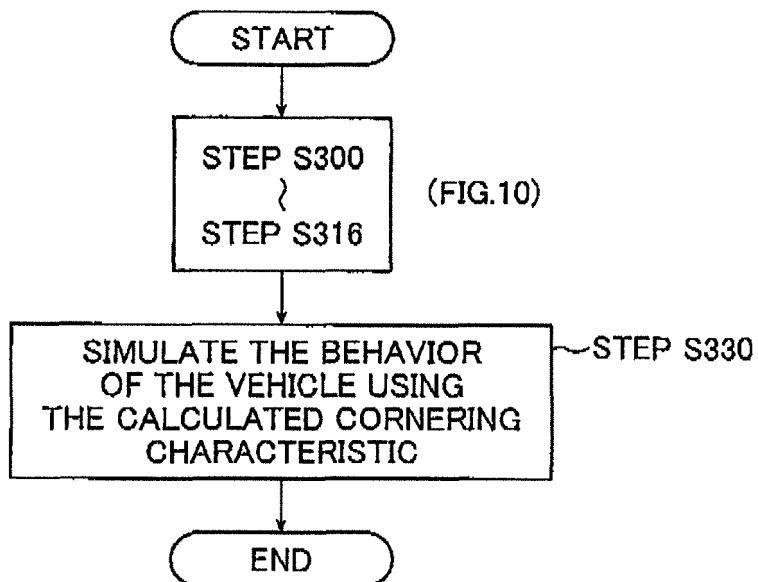 START
STEP S300
~
STEP S316
(FIG.10)
SIMULATE THE BEHAVIOR
OF THE VEHICLE USING
THE CALCULATED CORNERING
CHARACTERISTIC
~STEP S330
END